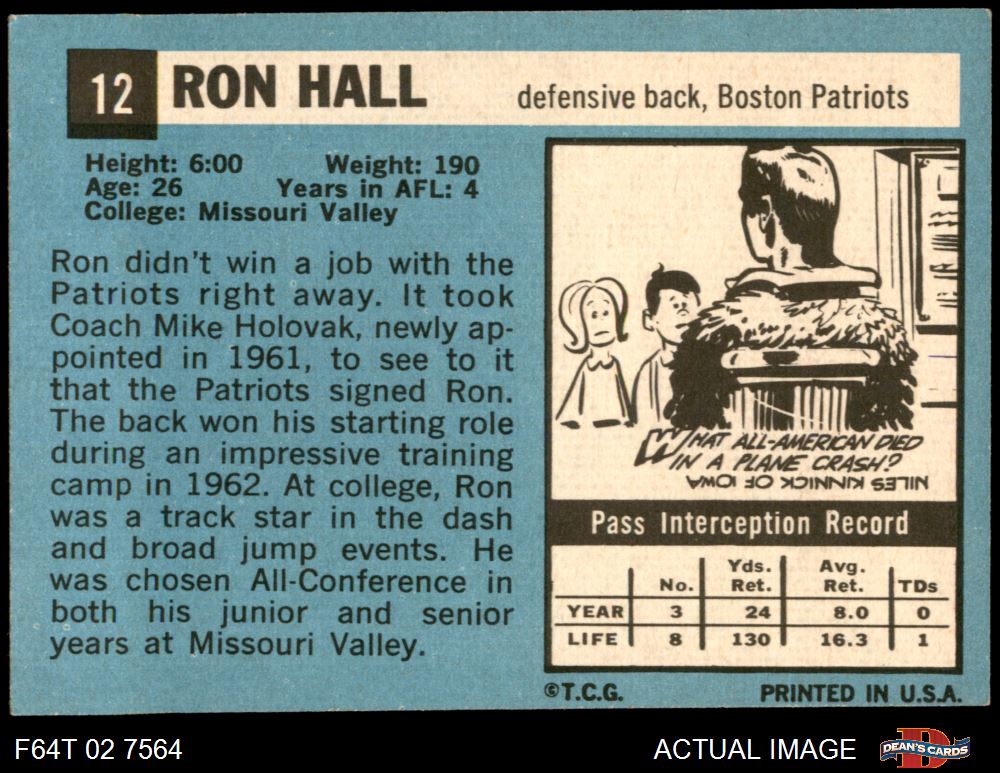 12 RON HALL
defensive back, Boston Patriots
Height: 6:00 Weight: 190
Age: 26 Years in AFL: 4
College: Missouri Valley
Ron didn't win a job with the
Patriots right away. It took
Coach Mike Holovak, newly ap-
pointed in 1961, to see to it
that the Patriots signed Ron.
The back won his starting role
during an impressive training
camp in 1962. At college, Ron
was a track star in the dash
and broad jump events. He
was chosen All-Conference in
both his junior and senior
years at Missouri Valley.
WHAT ALL-AMERICAN DIED
IN A PLANE CRASH?
NILES KINNICK OF IOWA
Pass Interception Record
No. Yds. Ret. Avg. Ret. TDs
YEAR 3 24 8.0 0
LIFE 8 130 16.3 1
©T.C.G. PRINTED IN U.S.A.
F64T 02 7564 ACTUAL IMAGE DEAN'S CARDS